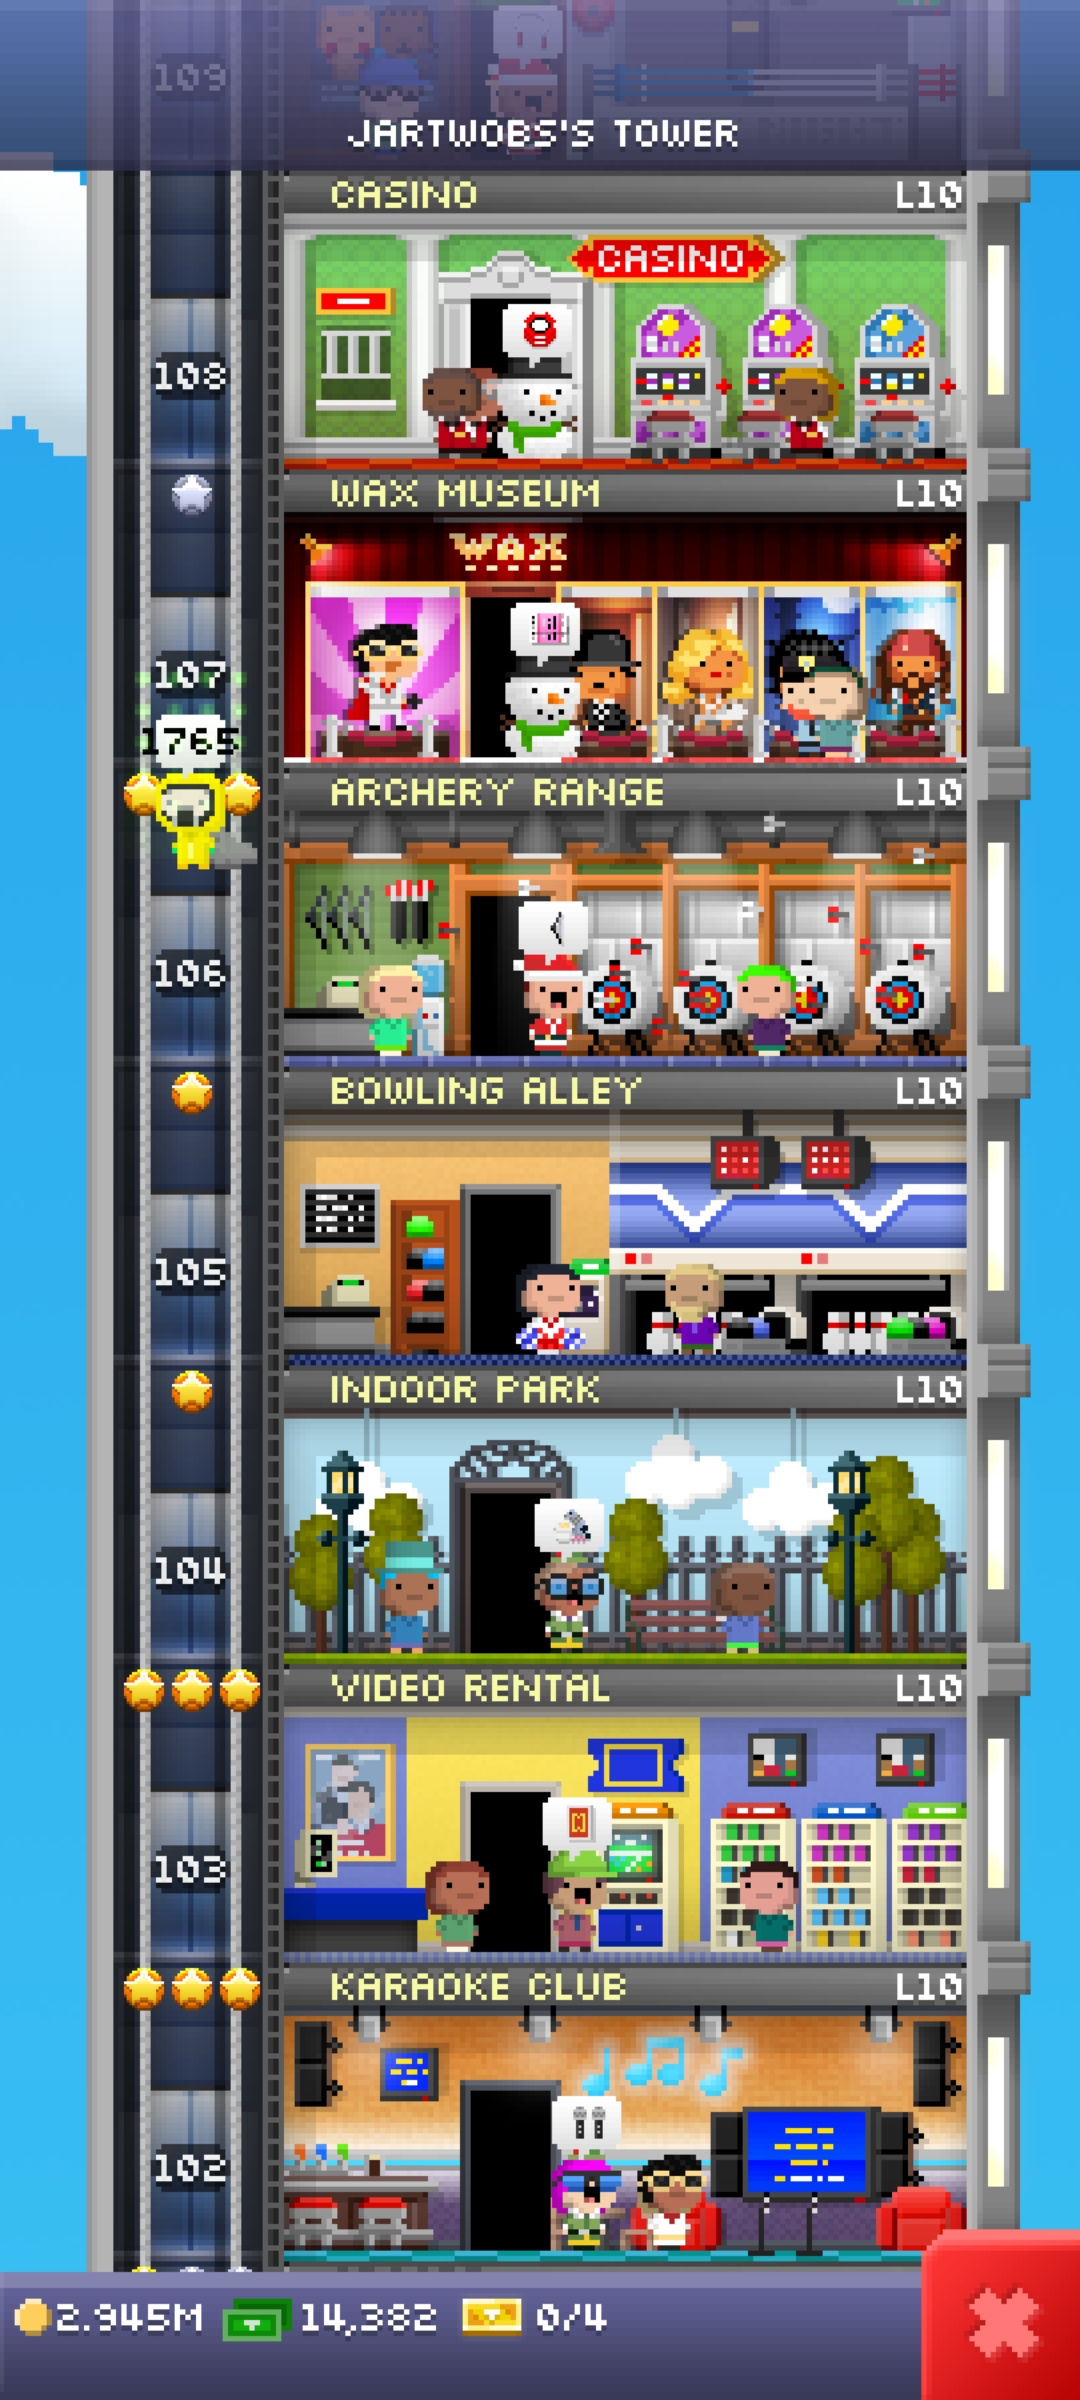 109
JARTWOBS'S TOWER
CASINO L10
CASINO
108
WAX MUSEUM L10
WAX
107
1765
ARCHERY RANGE L10
106
BOWLING ALLEY L10
105
INDOOR PARK L10
104
VIDEO RENTAL L10
103
KARAOKE CLUB L10
102
2.945M 14,382 0/4